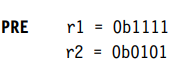 PRE r1 = 0b1111
r2 = 0b0101